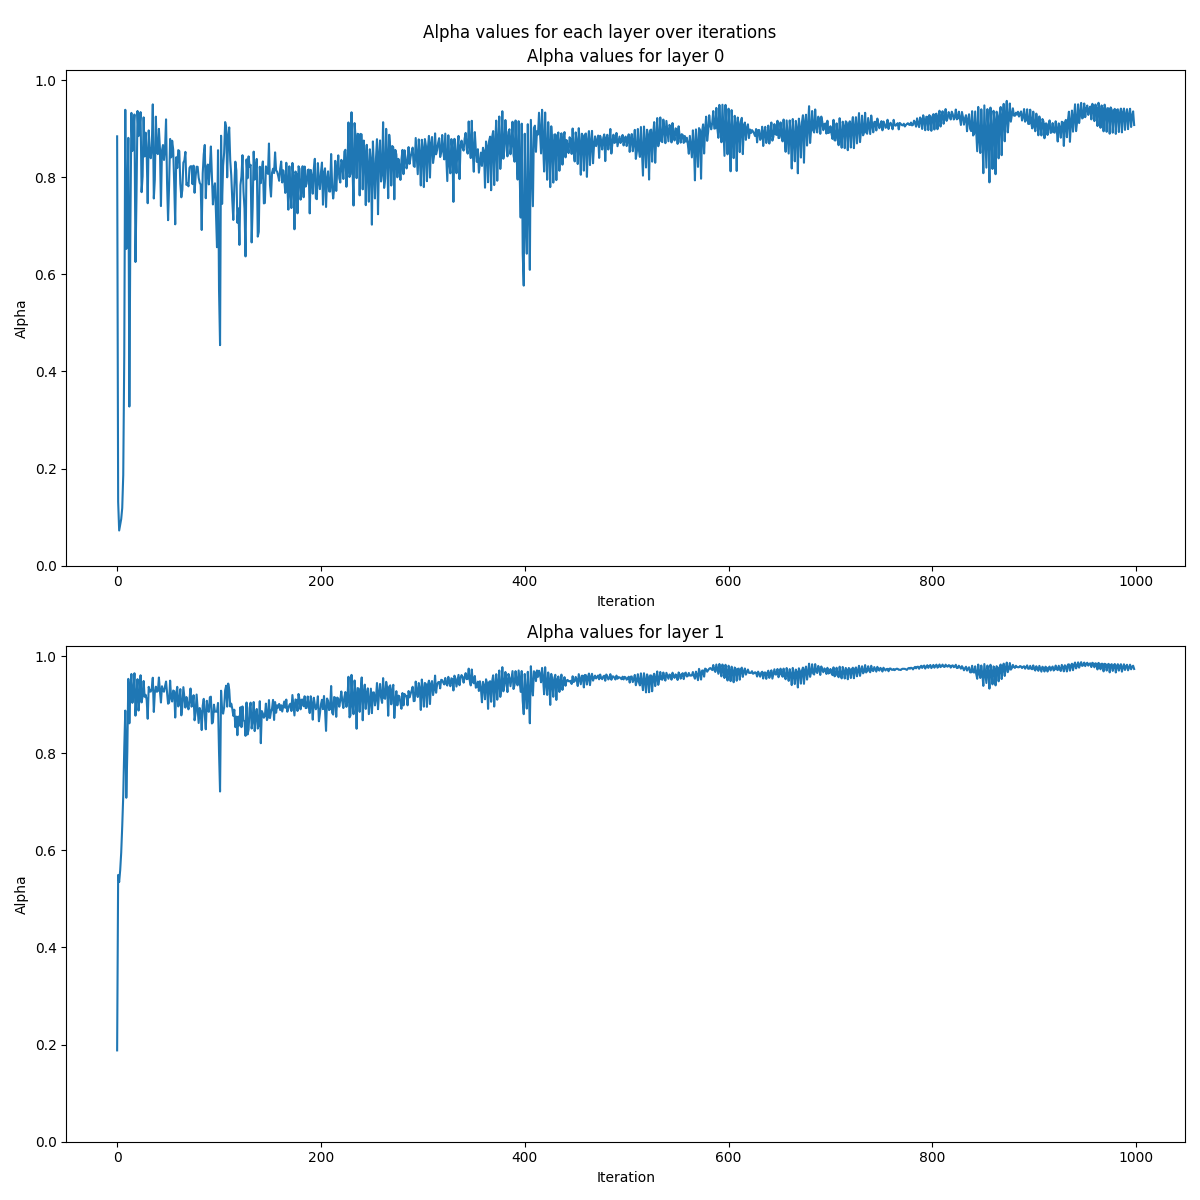 Alpha values for each layer over iterations
Alpha values for layer 0
1.0
0.8
0.6
0.4
0.2
0.0
Alpha
0 200 400 600 800 1000
Iteration
Alpha values for layer 1
1.0
0.8
0.6
0.4
0.2
0.0
Alpha
0 200 400 600 800 1000
Iteration